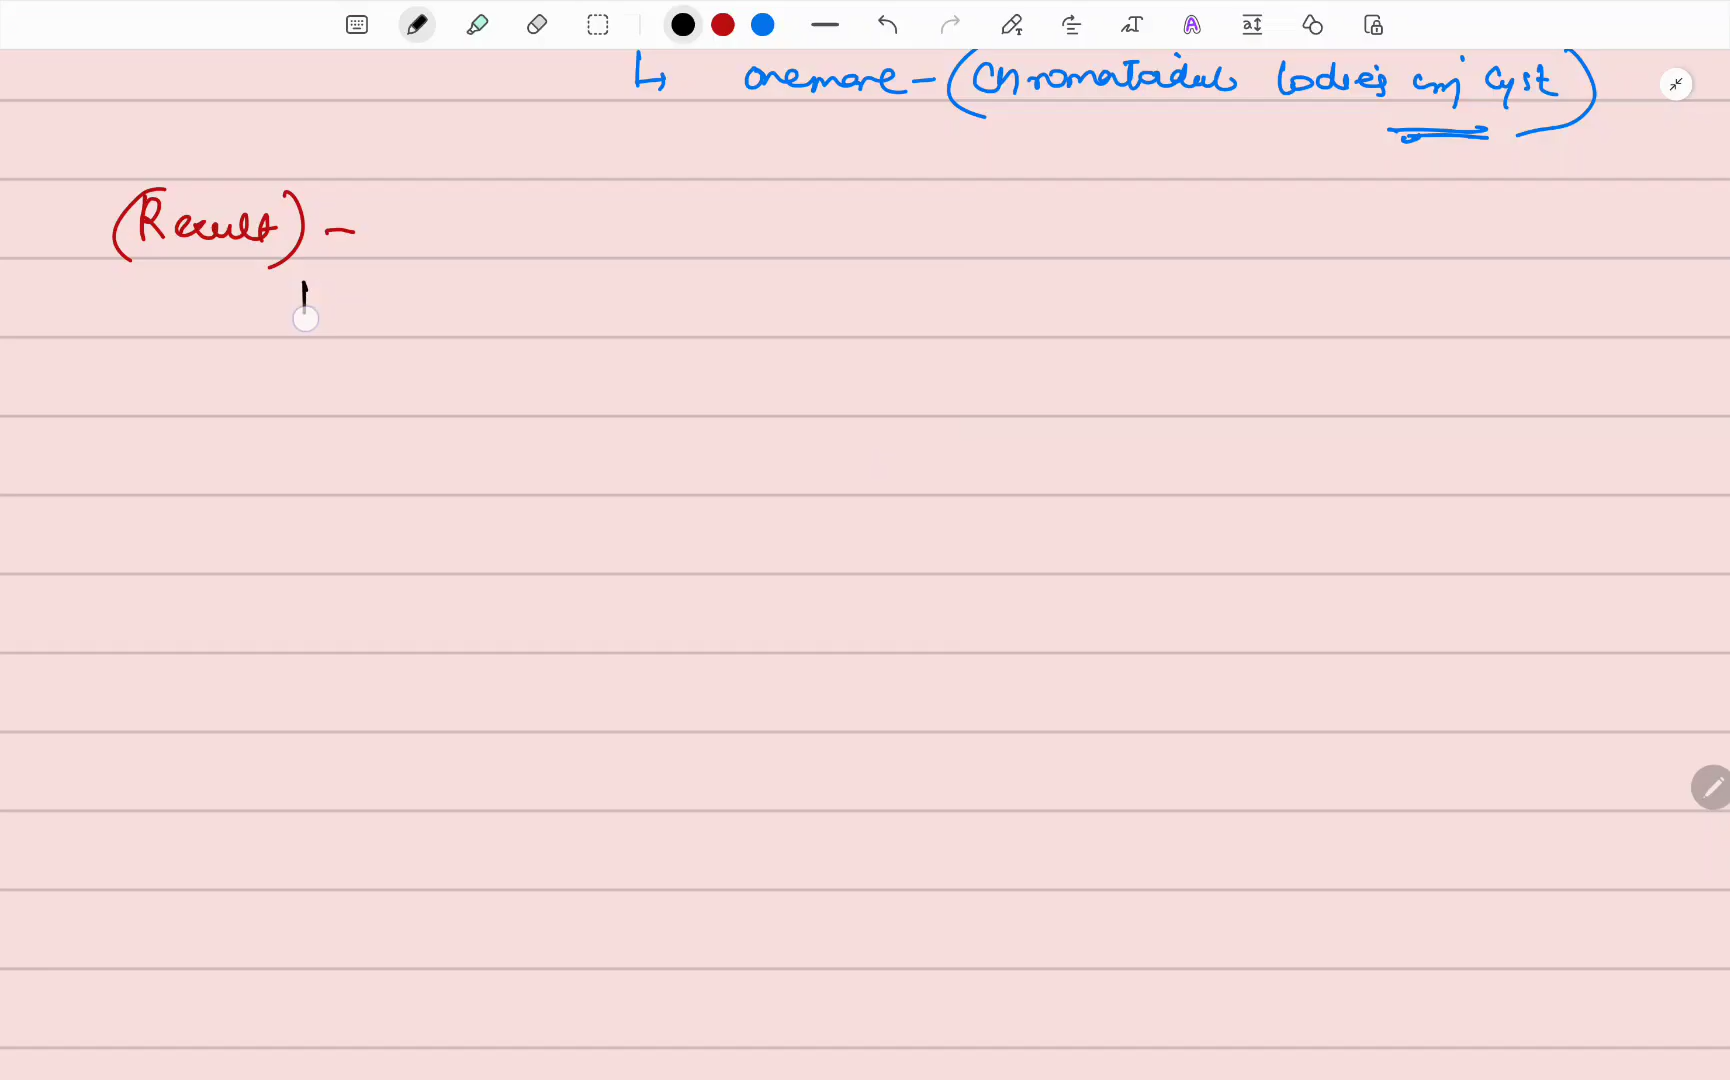 ↳ onemore - (Chromatoidal bodies in cyst)
(Result) -